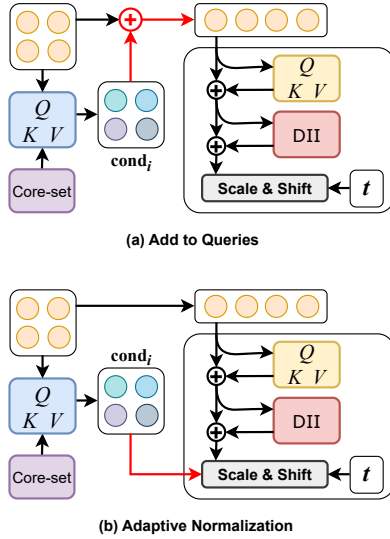 Q
K V
Core-set
cond_i
Q
K V
DII
Scale & Shift
t
(a) Add to Queries
Q
K V
Core-set
cond_i
Q
K V
DII
Scale & Shift
t
(b) Adaptive Normalization